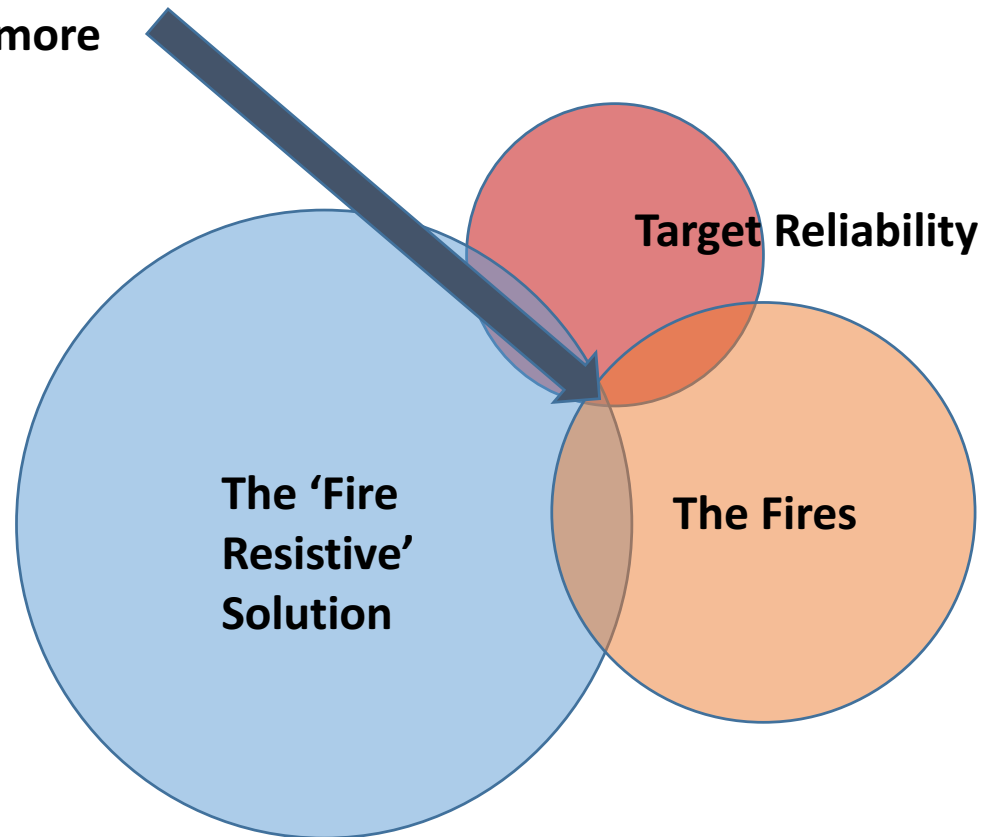 more
Target Reliability
The ‘Fire
Resistive’
Solution
The Fires